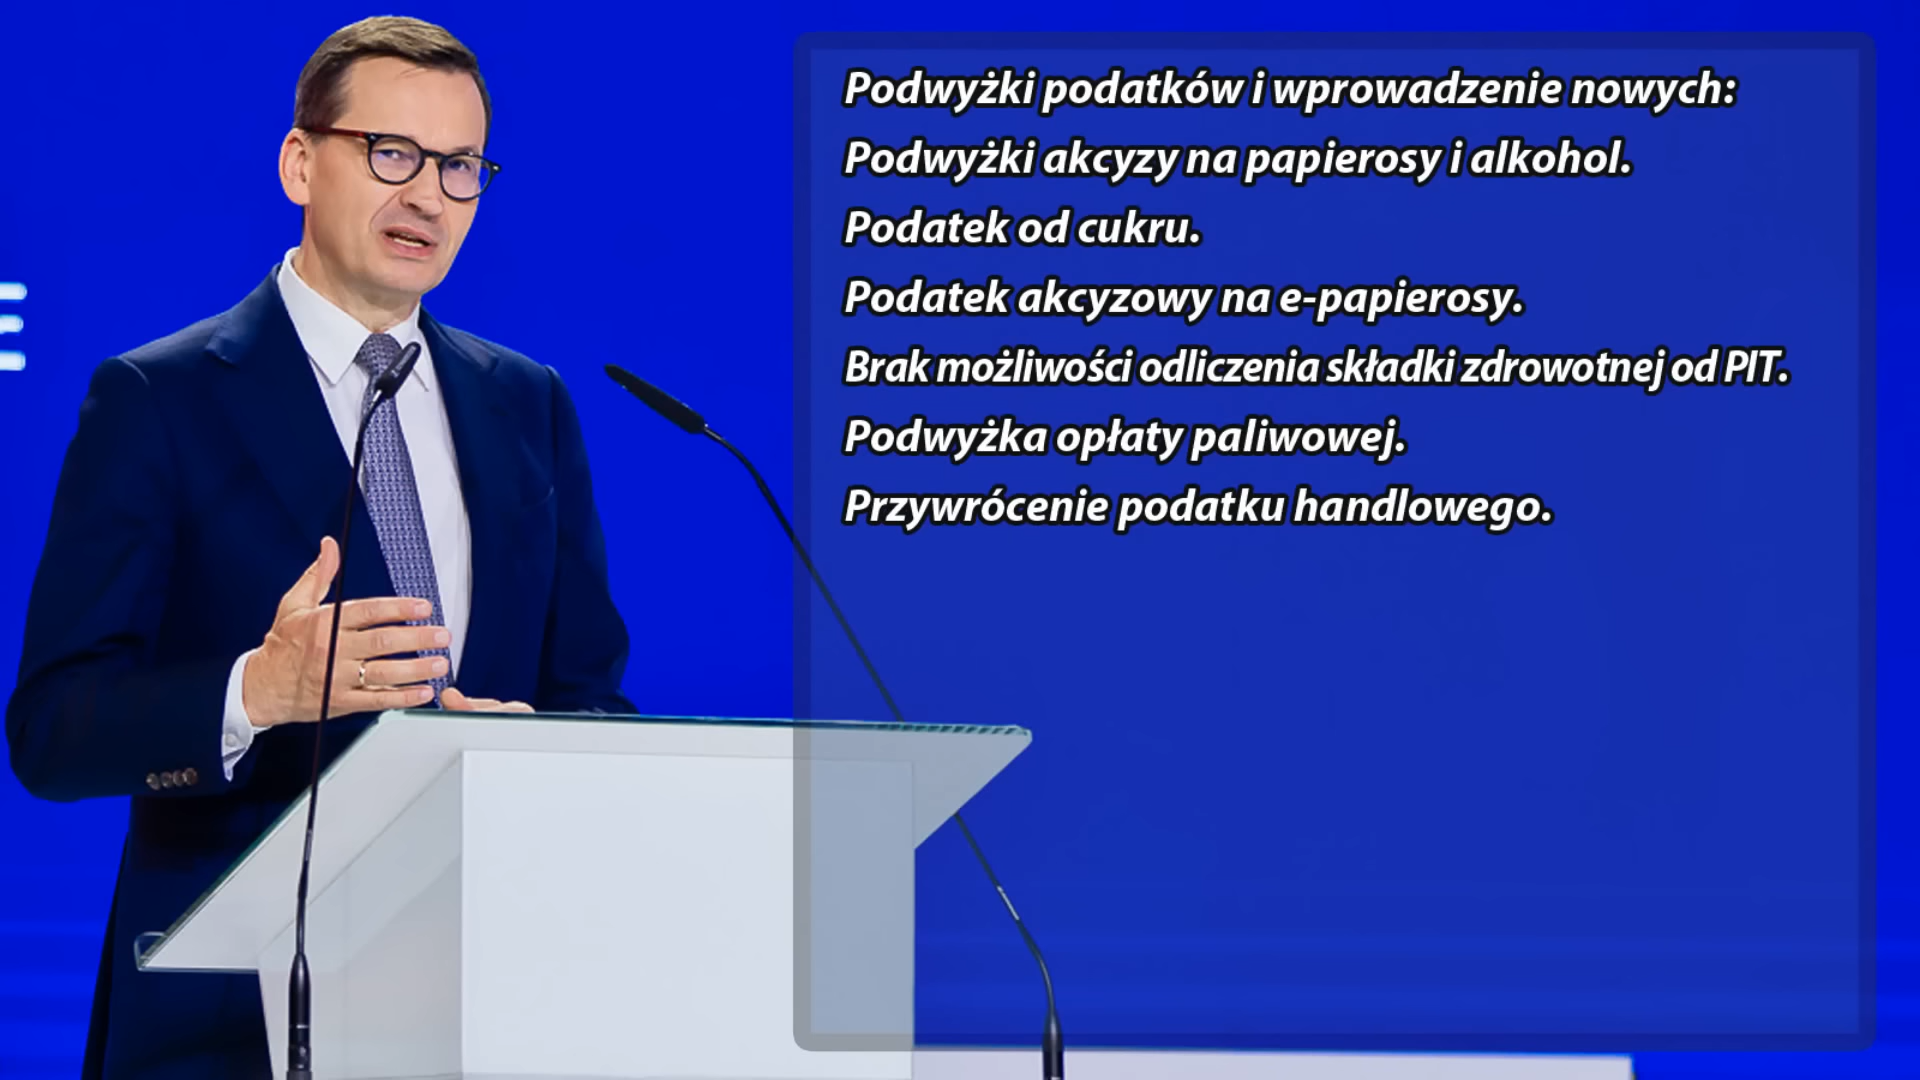 Podwyżki podatków i wprowadzenie nowych:
Podwyżki akcyzy na papierosy i alkohol.
Podatek od cukru.
Podatek akcyzowy na e-papierosy.
Brak możliwości odliczenia składki zdrowotnej od PIT.
Podwyżka opłaty paliwowej.
Przywrócenie podatku handlowego.